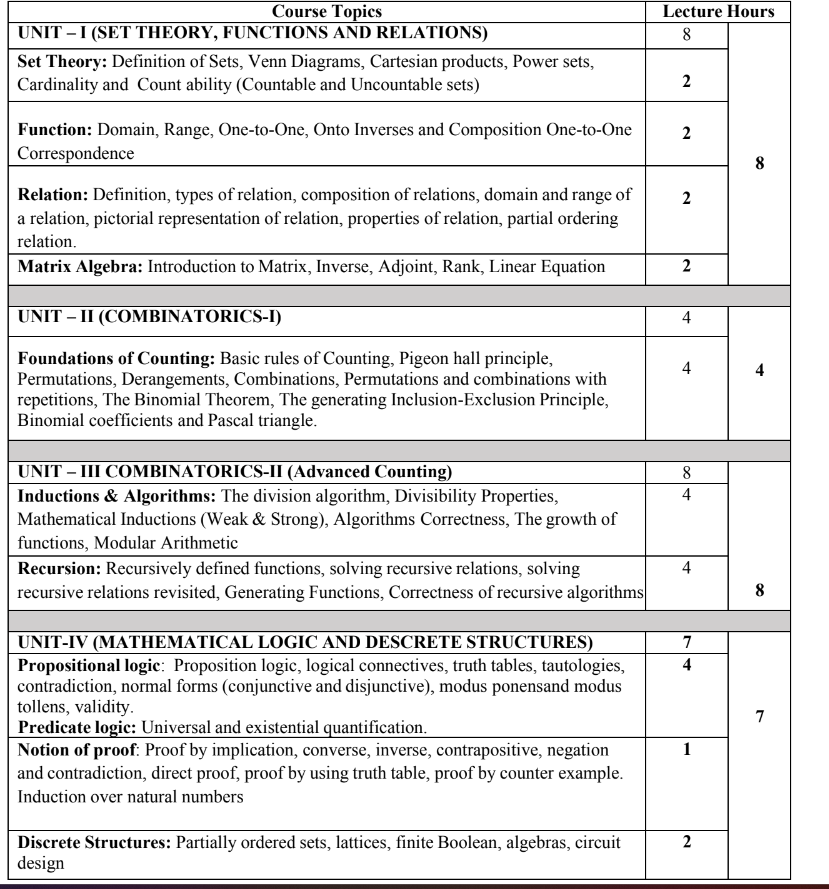 Course Topics Lecture Hours
UNIT – I (SET THEORY, FUNCTIONS AND RELATIONS) 8
Set Theory: Definition of Sets, Venn Diagrams, Cartesian products, Power sets,
Cardinality and Count ability (Countable and Uncountable sets) 2
Function: Domain, Range, One-to-One, Onto Inverses and Composition One-to-One 2
Correspondence
8
Relation: Definition, types of relation, composition of relations, domain and range of 2
a relation, pictorial representation of relation, properties of relation, partial ordering
relation.
Matrix Algebra: Introduction to Matrix, Inverse, Adjoint, Rank, Linear Equation 2
UNIT – II (COMBINATORICS-I) 4
Foundations of Counting: Basic rules of Counting, Pigeon hall principle, 4 4
Permutations, Derangements, Combinations, Permutations and combinations with
repetitions, The Binomial Theorem, The generating Inclusion-Exclusion Principle,
Binomial coefficients and Pascal triangle.
UNIT – III COMBINATORICS-II (Advanced Counting) 8
Inductions & Algorithms: The division algorithm, Divisibility Properties, 4
Mathematical Inductions (Weak & Strong), Algorithms Correctness, The growth of
functions, Modular Arithmetic
Recursion: Recursively defined functions, solving recursive relations, solving 4
recursive relations revisited, Generating Functions, Correctness of recursive algorithms 8
UNIT-IV (MATHEMATICAL LOGIC AND DESCRETE STRUCTURES) 7
Propositional logic: Proposition logic, logical connectives, truth tables, tautologies, 4
contradiction, normal forms (conjunctive and disjunctive), modus ponensand modus
tollens, validity. 7
Predicate logic: Universal and existential quantification.
Notion of proof: Proof by implication, converse, inverse, contrapositive, negation 1
and contradiction, direct proof, proof by using truth table, proof by counter example.
Induction over natural numbers
Discrete Structures: Partially ordered sets, lattices, finite Boolean, algebras, circuit 2
design